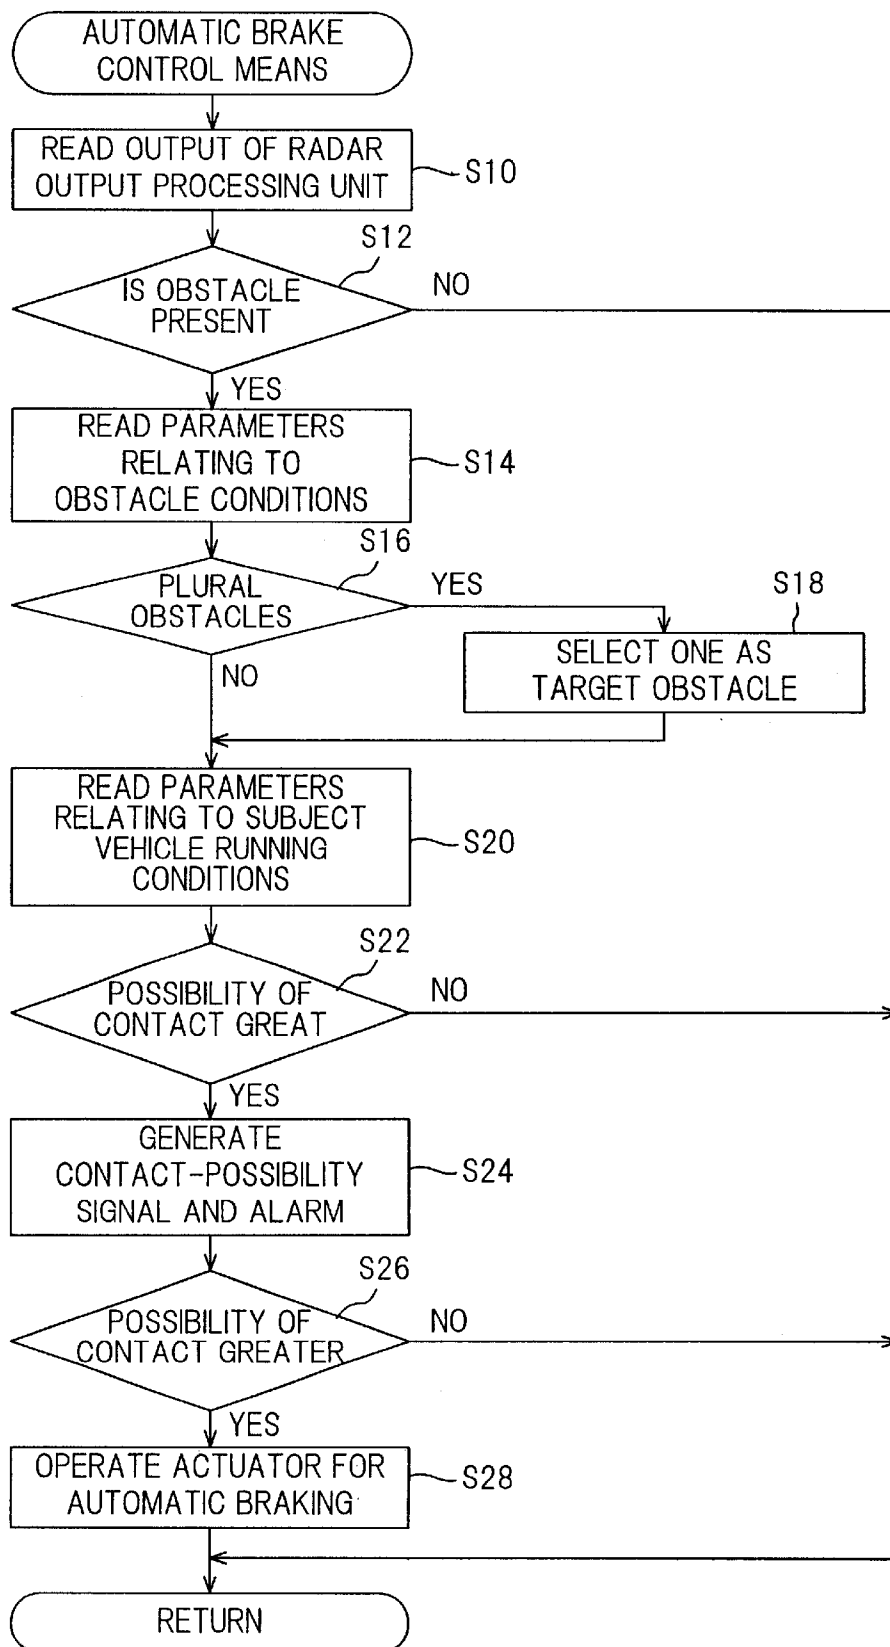 AUTOMATIC BRAKE
CONTROL MEANS
READ OUTPUT OF RADAR
OUTPUT PROCESSING UNIT
S10
S12
IS OBSTACLE
PRESENT
NO
YES
READ PARAMETERS
RELATING TO
OBSTACLE CONDITIONS
S14
S16
PLURAL
OBSTACLES
YES
S18
SELECT ONE AS
TARGET OBSTACLE
NO
READ PARAMETERS
RELATING TO SUBJECT
VEHICLE RUNNING
CONDITIONS
S20
S22
POSSIBILITY OF
CONTACT GREAT
NO
YES
GENERATE
CONTACT-POSSIBILITY
SIGNAL AND ALARM
S24
S26
POSSIBILITY OF
CONTACT GREATER
NO
YES
OPERATE ACTUATOR FOR
AUTOMATIC BRAKING
S28
RETURN